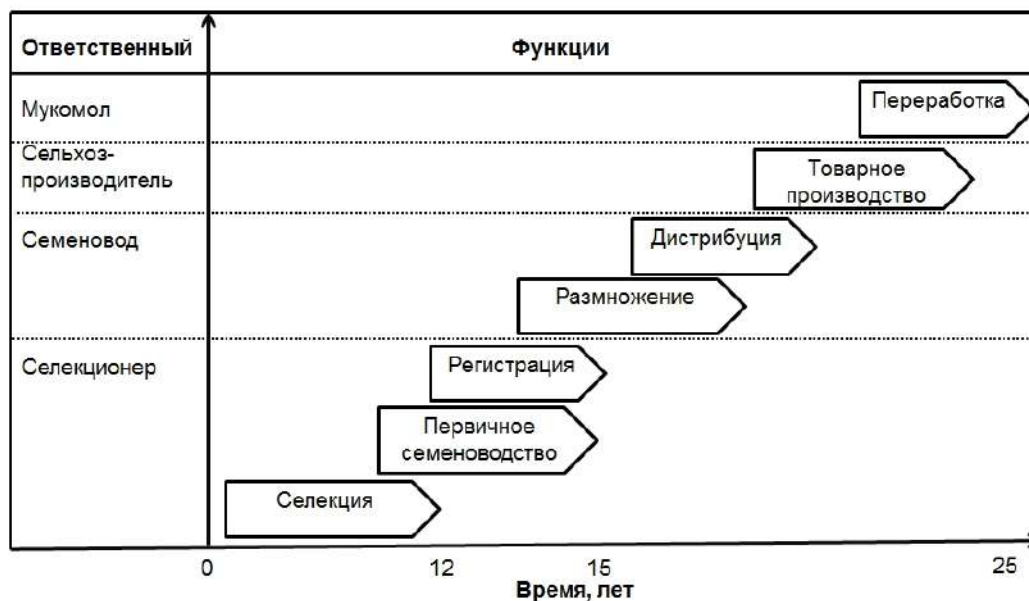 Ответственный
Функции
Мукомол
Переработка
Сельхоз-
производитель
Товарное
производство
Семеновод
Дистрибуция
Размножение
Селекционер
Регистрация
Первичное
семеноводство
Селекция
0
12
15
25
Время, лет